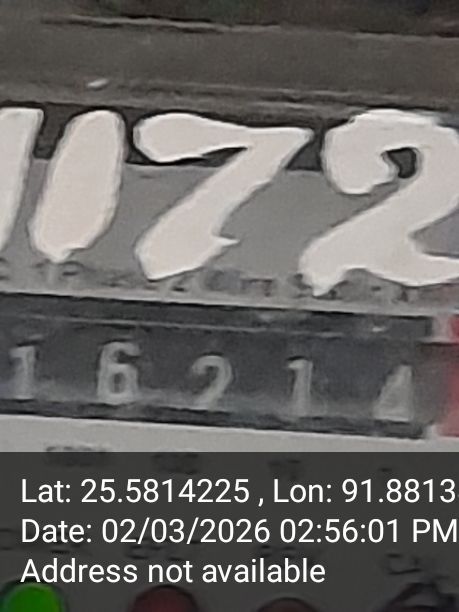 1172
16214
Lat: 25.5814225 , Lon: 91.8813
Date: 02/03/2026 02:56:01 PM
Address not available